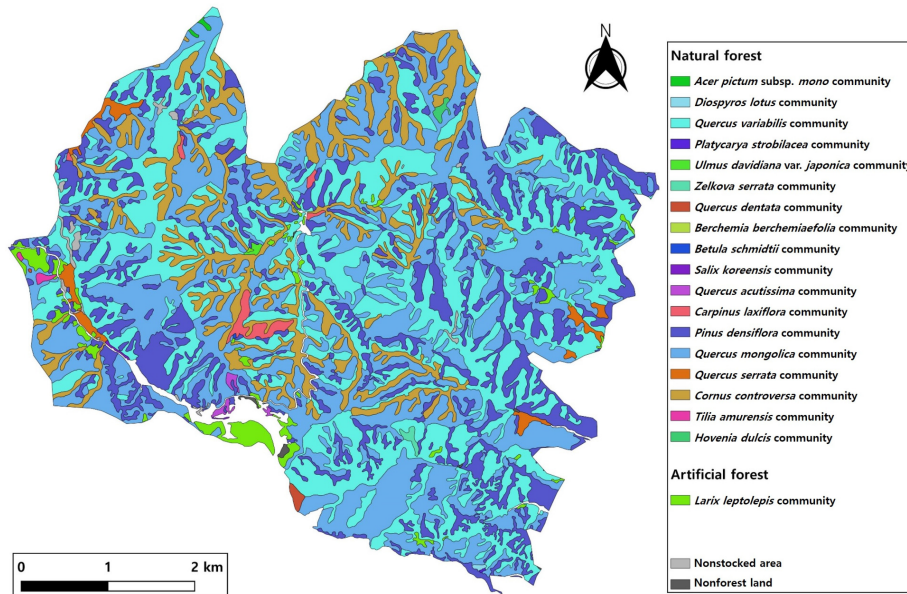 Natural forest
Acer pictum subsp. mono community
Diospyros lotus community
Quercus variabilis community
Platycarya strobilacea community
Ulmus davidiana var. japonica community
Zelkova serrata community
Quercus dentata community
Berchemia berchemiaefolia community
Betula schmidtii community
Salix koreensis community
Quercus acutissima community
Carpinus laxiflora community
Pinus densiflora community
Quercus mongolica community
Quercus serrata community
Cornus controversa community
Tilia amurensis community
Hovenia dulcis community
Artificial forest
Larix leptolepis community
Nonstocked area
Nonforest land
0 1 2 km